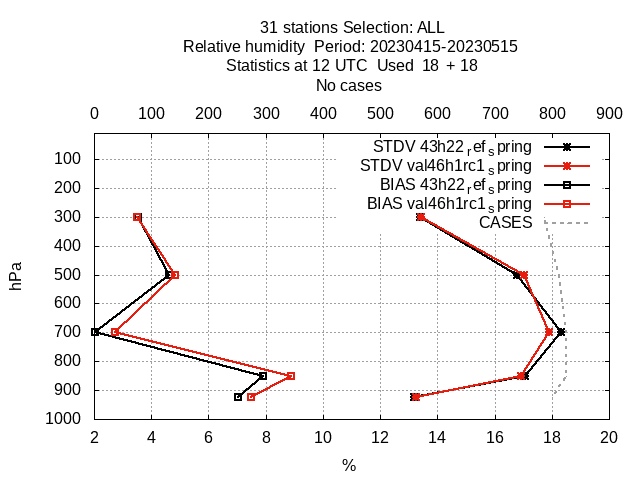 31 stations Selection: ALL
Relative humidity  Period: 20230415-20230515
Statistics at 12 UTC  Used  18  + 18
No cases
0 100 200 300 400 500 600 700 800 900
STDV 43h22_ref_spring
STDV val46h1rc1_spring
BIAS 43h22_ref_spring
BIAS val46h1rc1_spring
CASES
hPa
100
200
300
400
500
600
700
800
900
1000
2 4 6 8 10 12 14 16 18 20
%